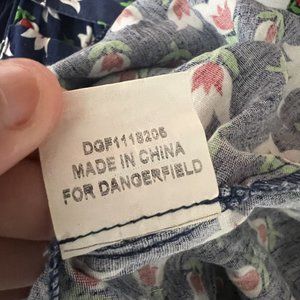 DGF1118205
MADE IN CHINA
FOR DANGERFIELD